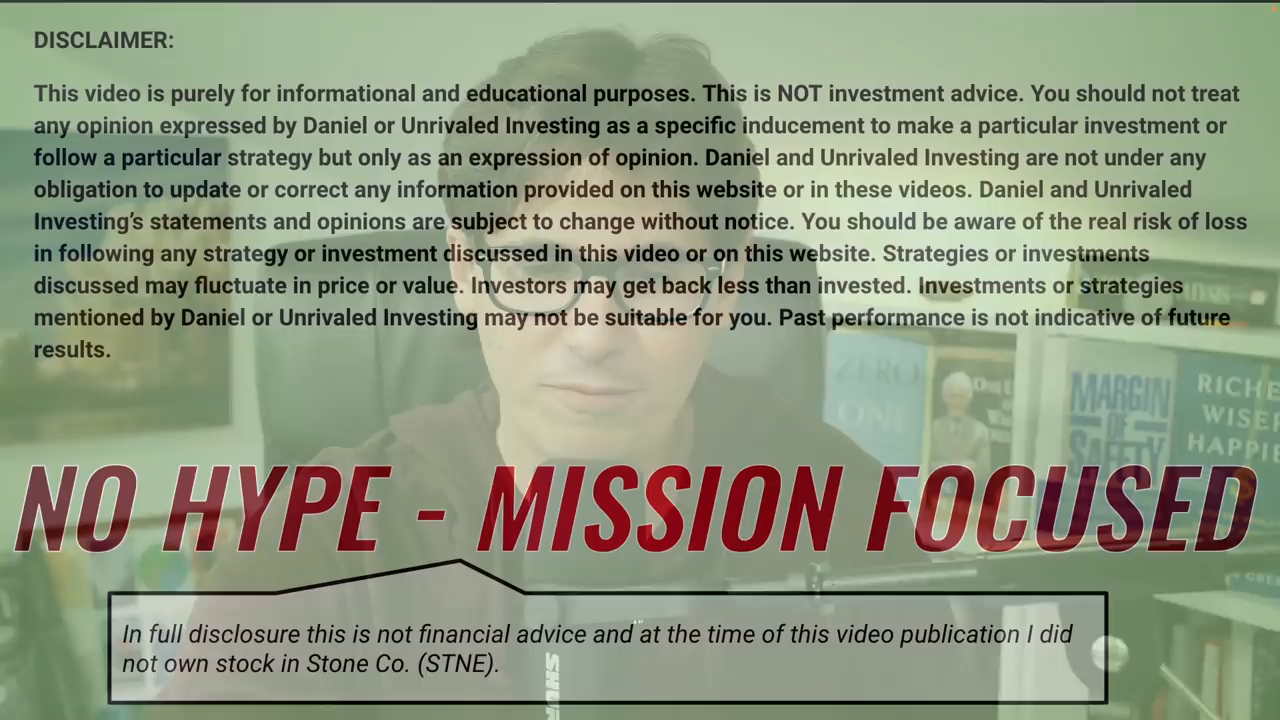 DISCLAIMER:
This video is purely for informational and educational purposes. This is NOT investment advice. You should not treat
any opinion expressed by Daniel or Unrivaled Investing as a specific inducement to make a particular investment or
follow a particular strategy but only as an expression of opinion. Daniel and Unrivaled Investing are not under any
obligation to update or correct any information provided on this website or in these videos. Daniel and Unrivaled
Investing’s statements and opinions are subject to change without notice. You should be aware of the real risk of loss
in following any strategy or investment discussed in this video or on this website. Strategies or investments
discussed may fluctuate in price or value. Investors may get back less than invested. Investments or strategies
mentioned by Daniel or Unrivaled Investing may not be suitable for you. Past performance is not indicative of future
results.
ZERO
ONE
MARGIN
OF
SAFETY
RICHE
WISER
HAPPIE
NO HYPE - MISSION FOCUSED
In full disclosure this is not financial advice and at the time of this video publication I did
not own stock in Stone Co. (STNE).
SHUR